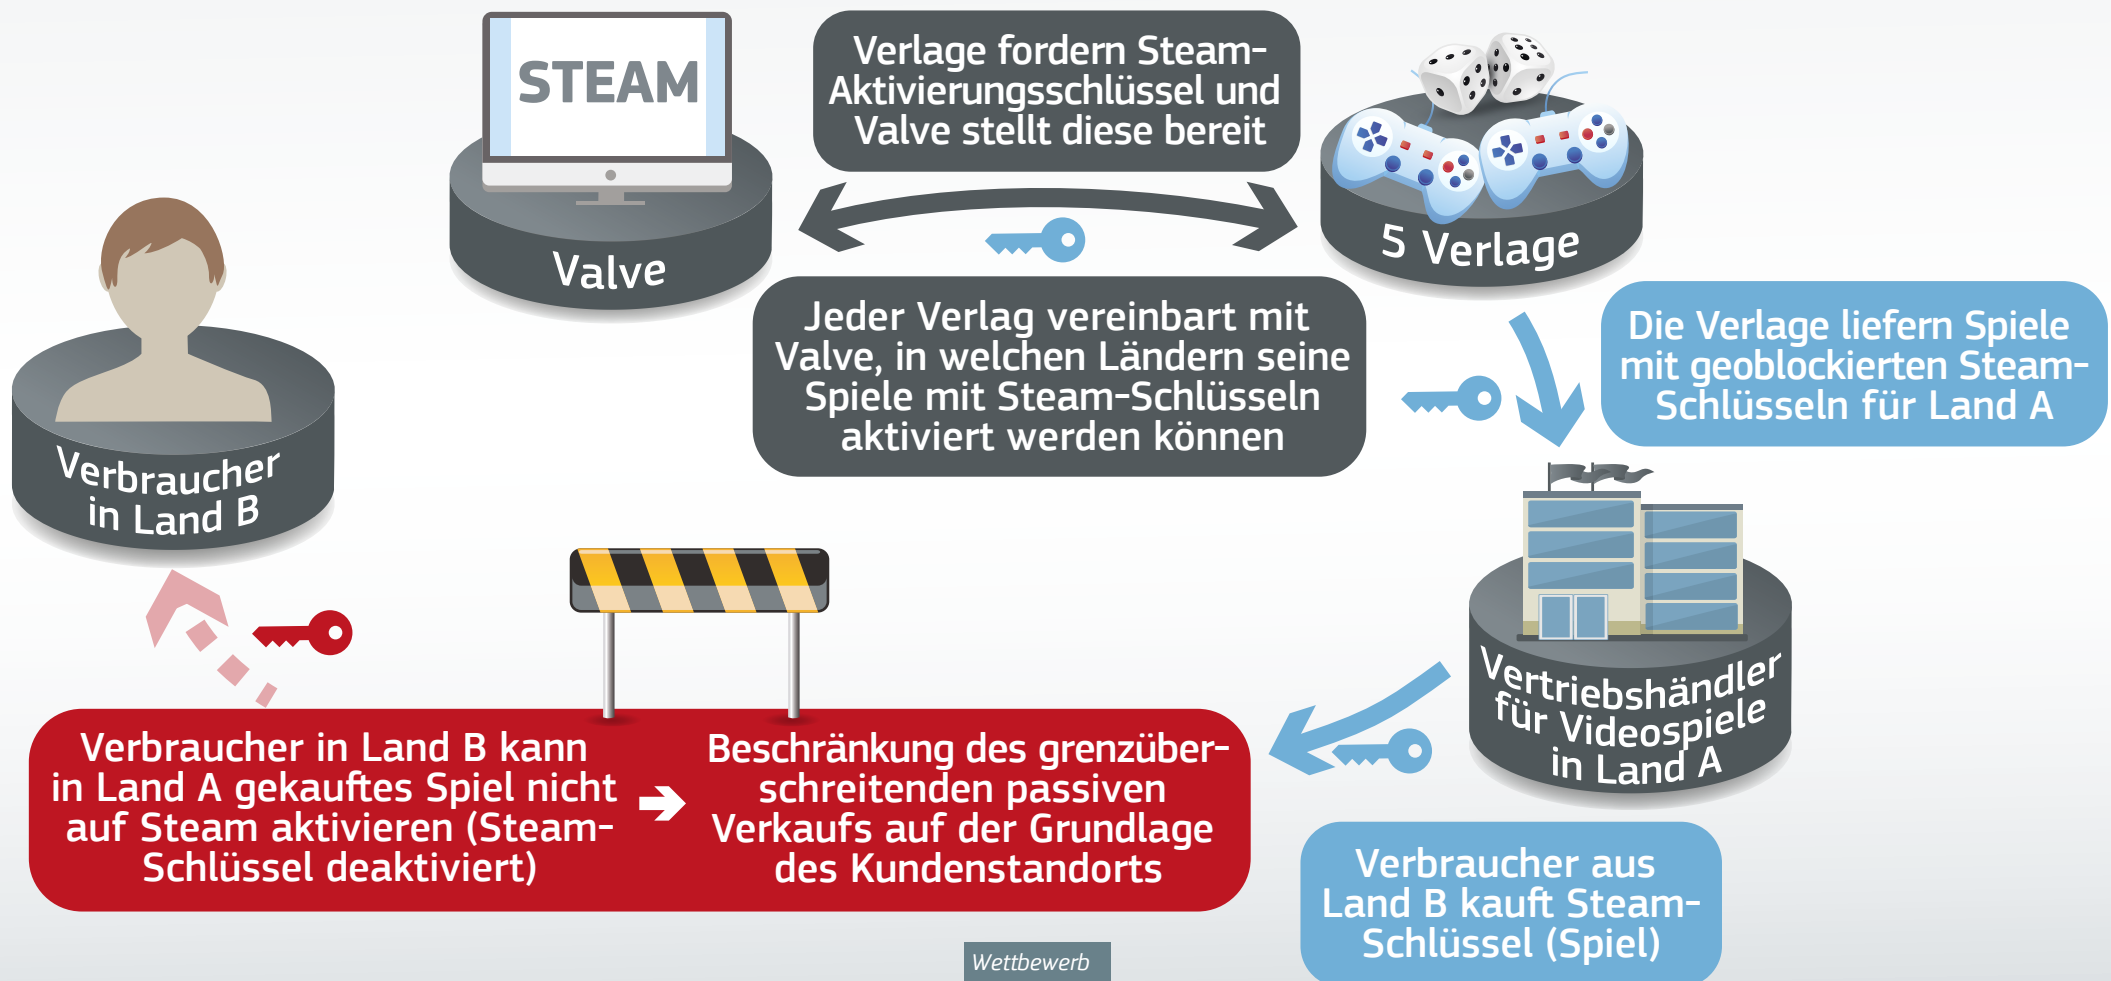 STEAM
Valve
Verlage fordern Steam-
Aktivierungsschlüssel und
Valve stellt diese bereit
5 Verlage
Jeder Verlag vereinbart mit
Valve, in welchen Ländern seine
Spiele mit Steam-Schlüsseln
aktiviert werden können
Die Verlage liefern Spiele
mit geoblockierten Steam-
Schlüsseln für Land A
Verbraucher
in Land B
Vertriebshändler
für Videospiele
in Land A
Verbraucher in Land B kann
in Land A gekauftes Spiel nicht
auf Steam aktivieren (Steam-
Schlüssel deaktiviert)
Beschränkung des grenzüber-
schreitenden passiven
Verkaufs auf der Grundlage
des Kundenstandorts
Verbraucher aus
Land B kauft Steam-
Schlüssel (Spiel)
Wettbewerb